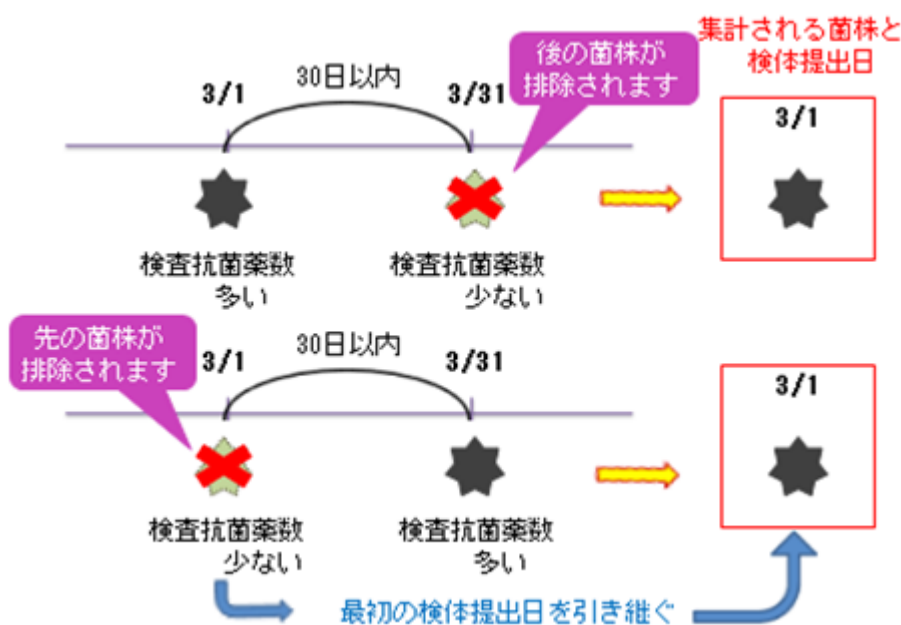 集計される菌株と
検体提出日
後の菌株が
排除されます
3/1
30日以内
3/31
3/1
検査抗菌薬数
多い
検査抗菌薬数
少ない
先の菌株が
排除されます
3/1
30日以内
3/31
3/1
検査抗菌薬数
少ない
検査抗菌薬数
多い
最初の検体提出日を引き継ぐ